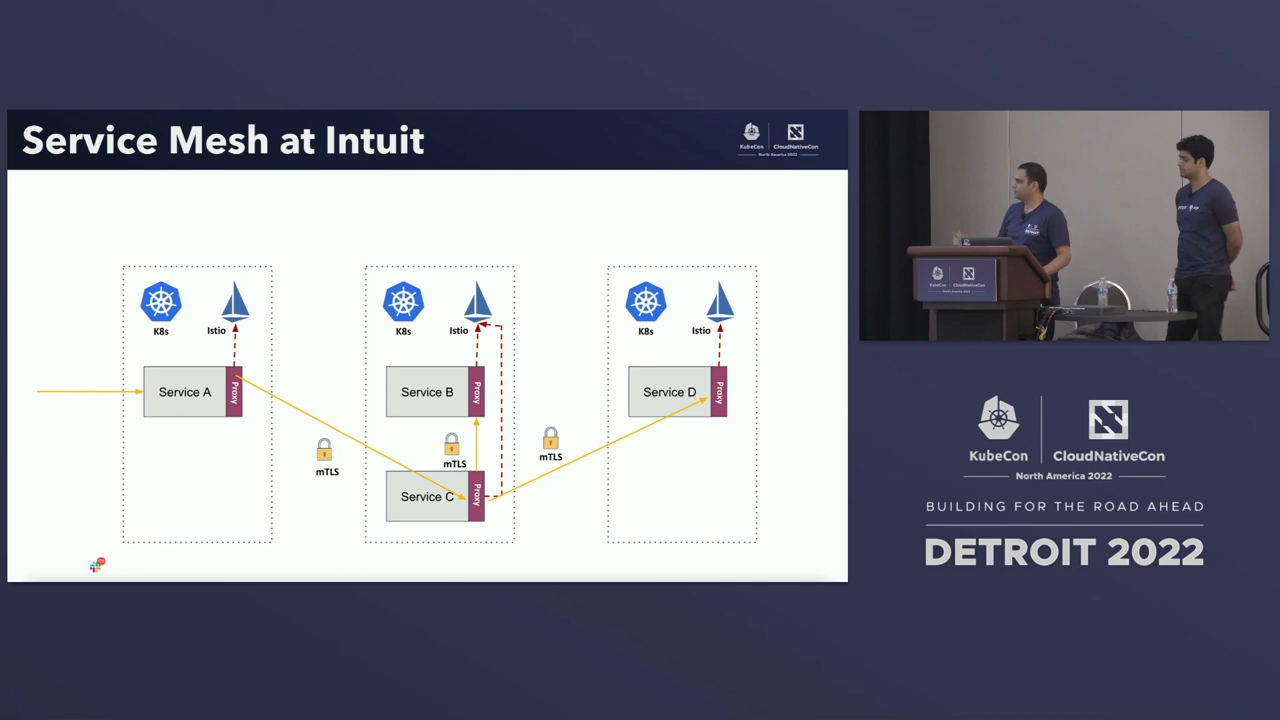 Service Mesh at Intuit
KubeCon
CloudNativeCon
North America 2022
K8s
Istio
K8s
Istio
K8s
Istio
Service A
Proxy
Service B
Proxy
Service D
Proxy
mTLS
mTLS
mTLS
Service C
Proxy
KubeCon
CloudNativeCon
North America 2022
BUILDING FOR THE ROAD AHEAD
DETROIT 2022